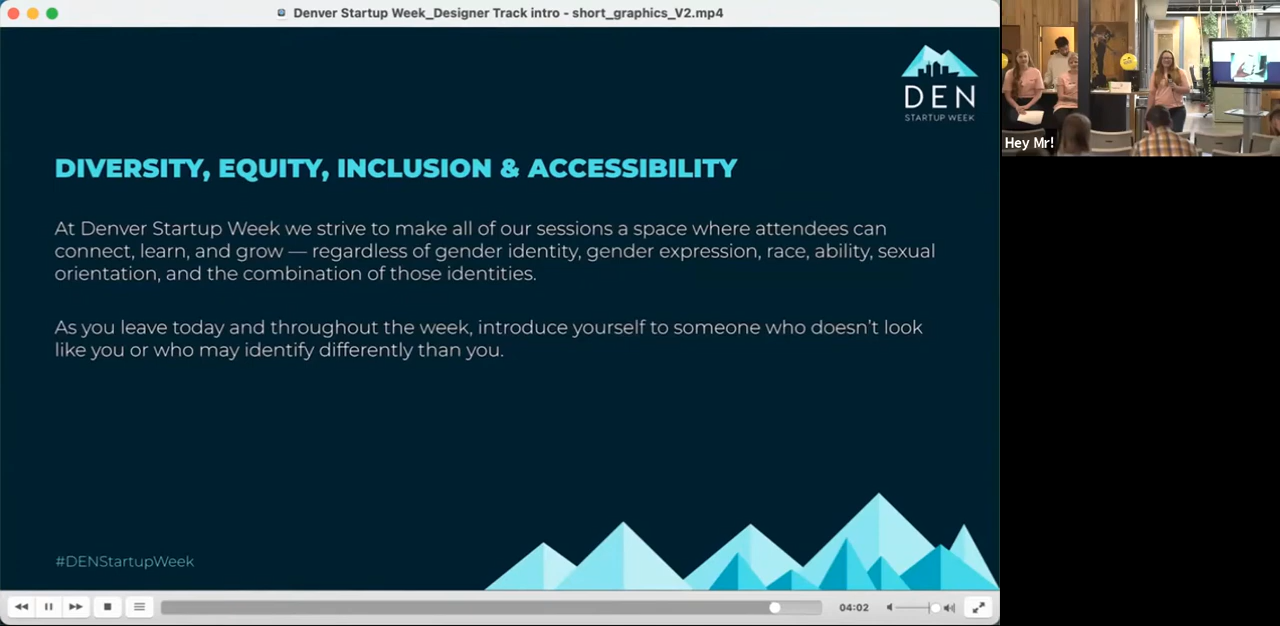 Denver Startup Week_Designer Track intro - short_graphics_V2.mp4
DEN
STARTUP WEEK
Hey Mr!
DIVERSITY, EQUITY, INCLUSION & ACCESSIBILITY
At Denver Startup Week we strive to make all of our sessions a space where attendees can
connect, learn, and grow — regardless of gender identity, gender expression, race, ability, sexual
orientation, and the combination of those identities.
As you leave today and throughout the week, introduce yourself to someone who doesn't look
like you or who may identify differently than you.
#DENStartupWeek
04:02